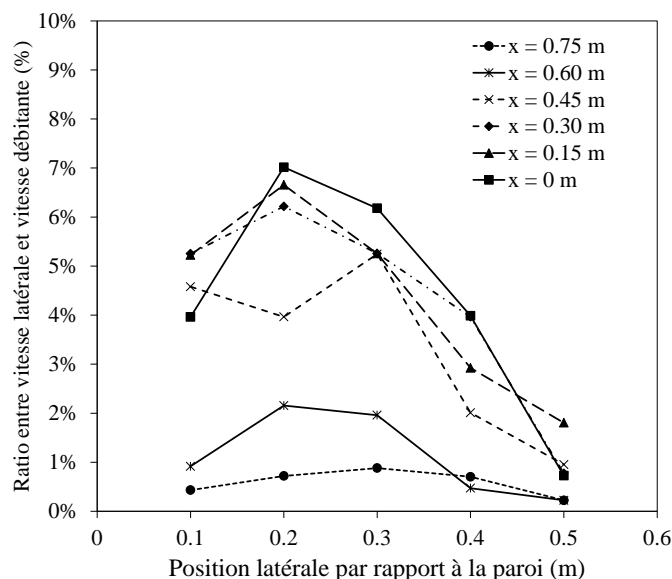 10%
9%
8%
7%
6%
5%
4%
3%
2%
1%
0%
Ratio entre vitesse latérale et vitesse débitante (%)
x = 0.75 m
x = 0.60 m
x = 0.45 m
x = 0.30 m
x = 0.15 m
x = 0 m
0 0.1 0.2 0.3 0.4 0.5 0.6
Position latérale par rapport à la paroi (m)